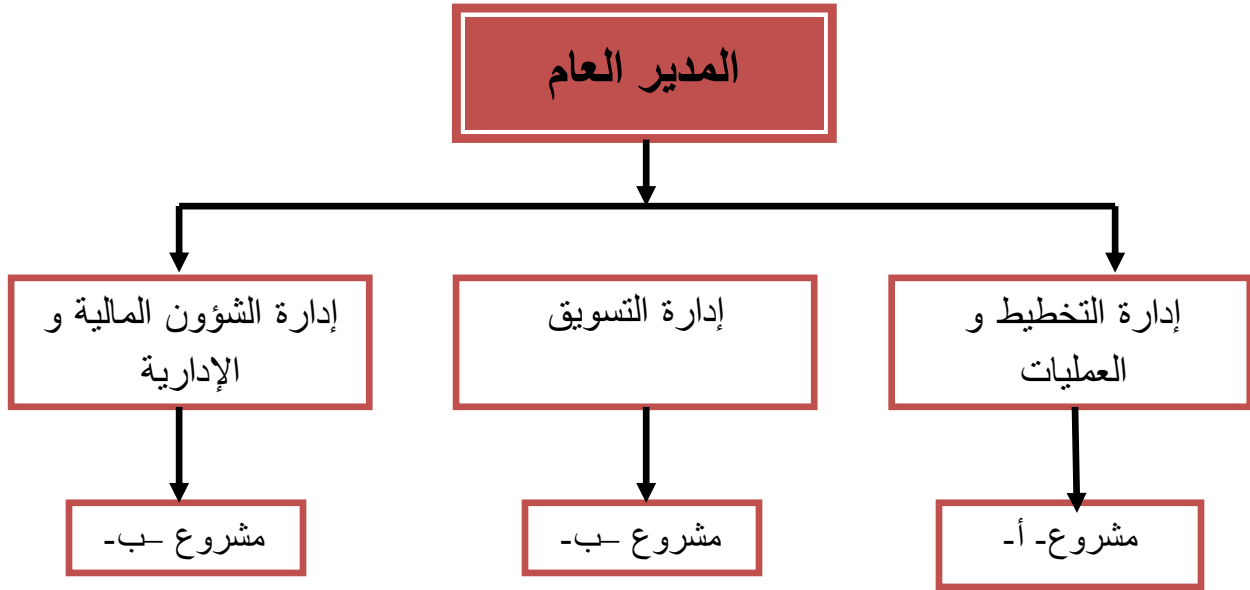 المدير العام
إدارة التخطيط و
العمليات
إدارة التسويق
إدارة الشؤون المالية و
الإدارية
مشروع- أ-
مشروع –ب-
مشروع –ب-